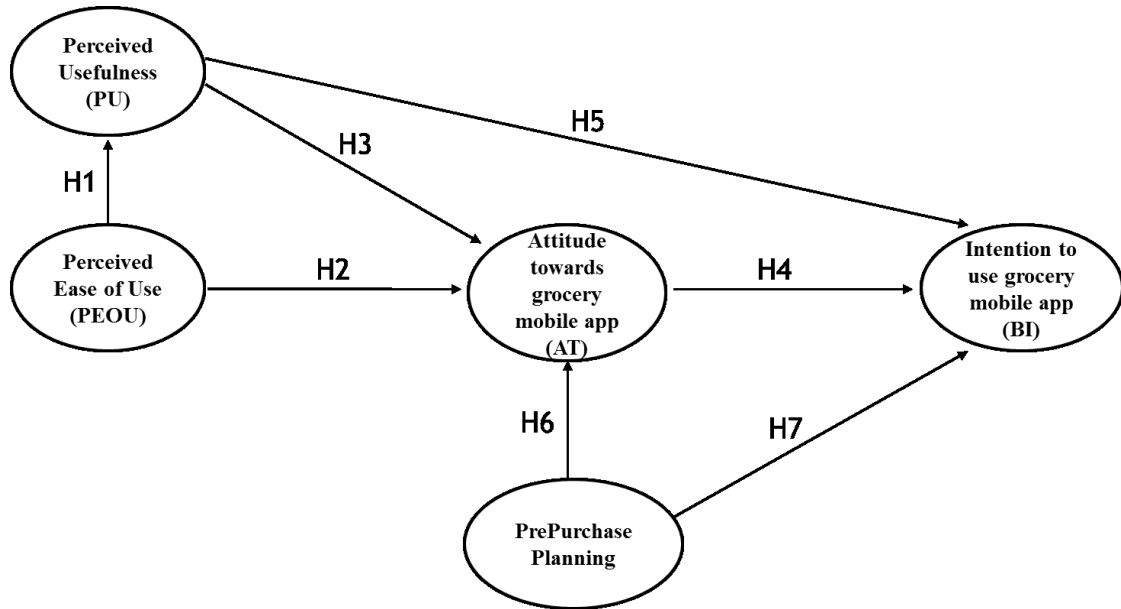 Perceived
Usefulness
(PU)
H5
H3
H1
Perceived
Ease of Use
(PEOU)
H2
Attitude
towards
grocery
mobile app
(AT)
H4
Intention to
use grocery
mobile app
(BI)
H6
H7
PrePurchase
Planning